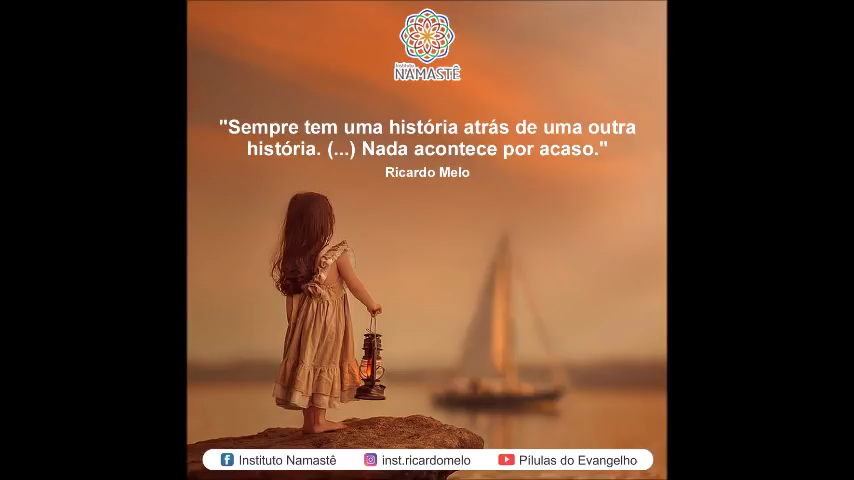 Instituto
NAMASTÊ
"Sempre tem uma história atrás de uma outra
história. (...) Nada acontece por acaso."
Ricardo Melo
Instituto Namastê inst.ricardomelo Pílulas do Evangelho